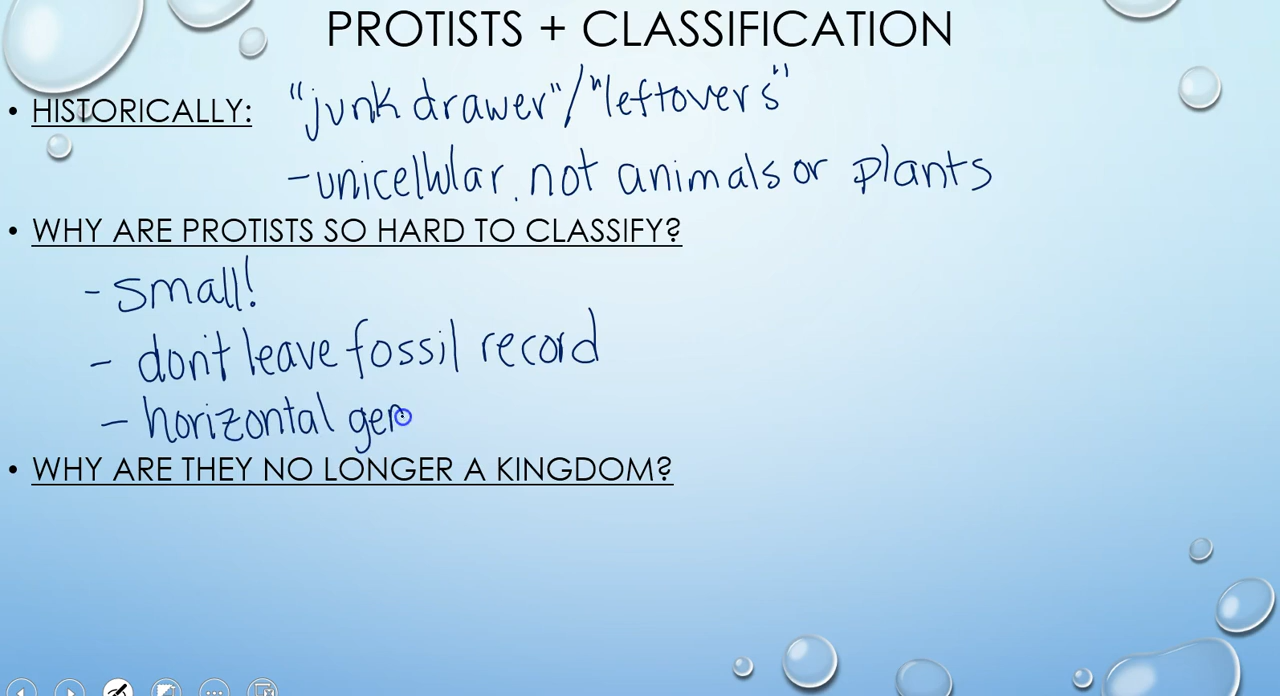 PROTISTS + CLASSIFICATION
• HISTORICALLY: "junk drawer"/"leftovers"
-unicellular, not animals or plants
• WHY ARE PROTISTS SO HARD TO CLASSIFY?
- small!
- don't leave fossil record
- horizontal gen
• WHY ARE THEY NO LONGER A KINGDOM?